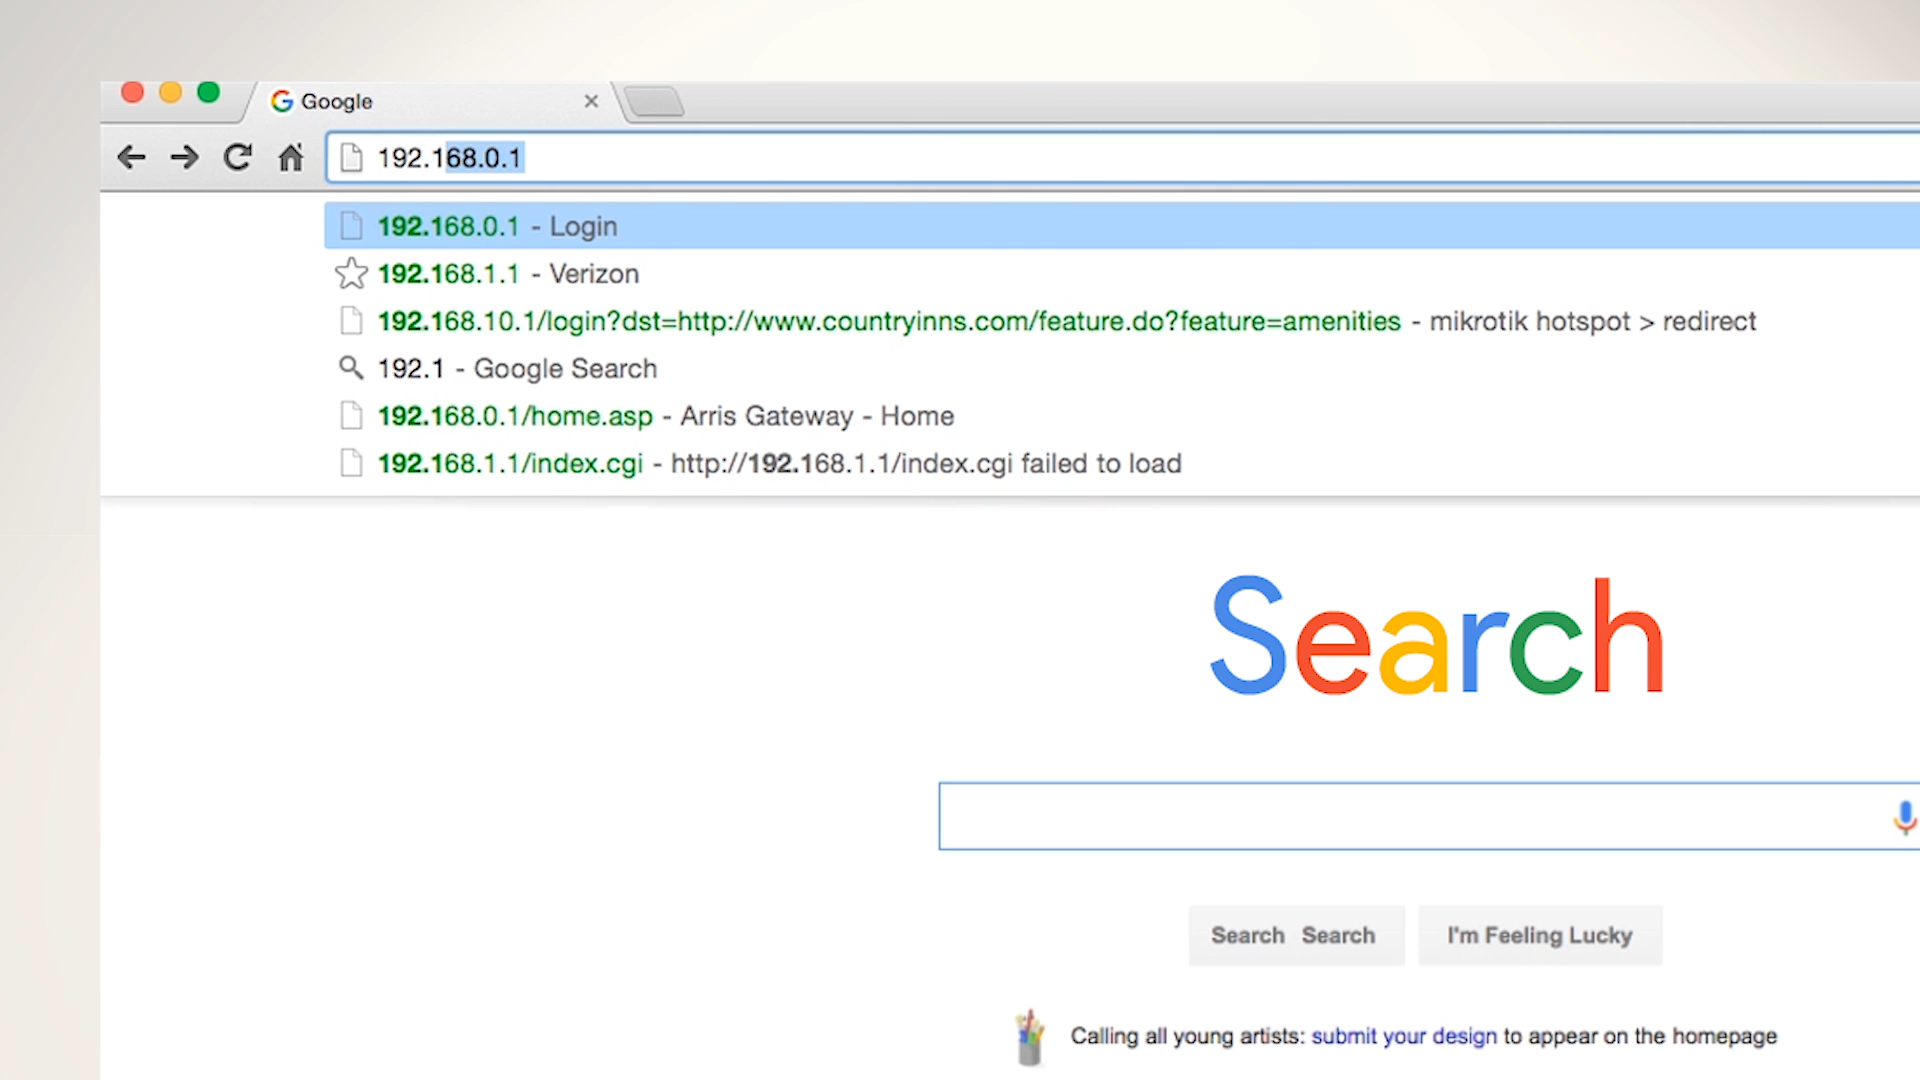 Google
192.168.0.1
192.168.0.1 - Login
192.168.1.1 - Verizon
192.168.10.1/login?dst=http://www.countryinns.com/feature.do?feature=amenities - mikrotik hotspot > redirect
192.1 - Google Search
192.168.0.1/home.asp - Arris Gateway - Home
192.168.1.1/index.cgi - http://192.168.1.1/index.cgi failed to load
Search
Search Search I'm Feeling Lucky
Calling all young artists: submit your design to appear on the homepage